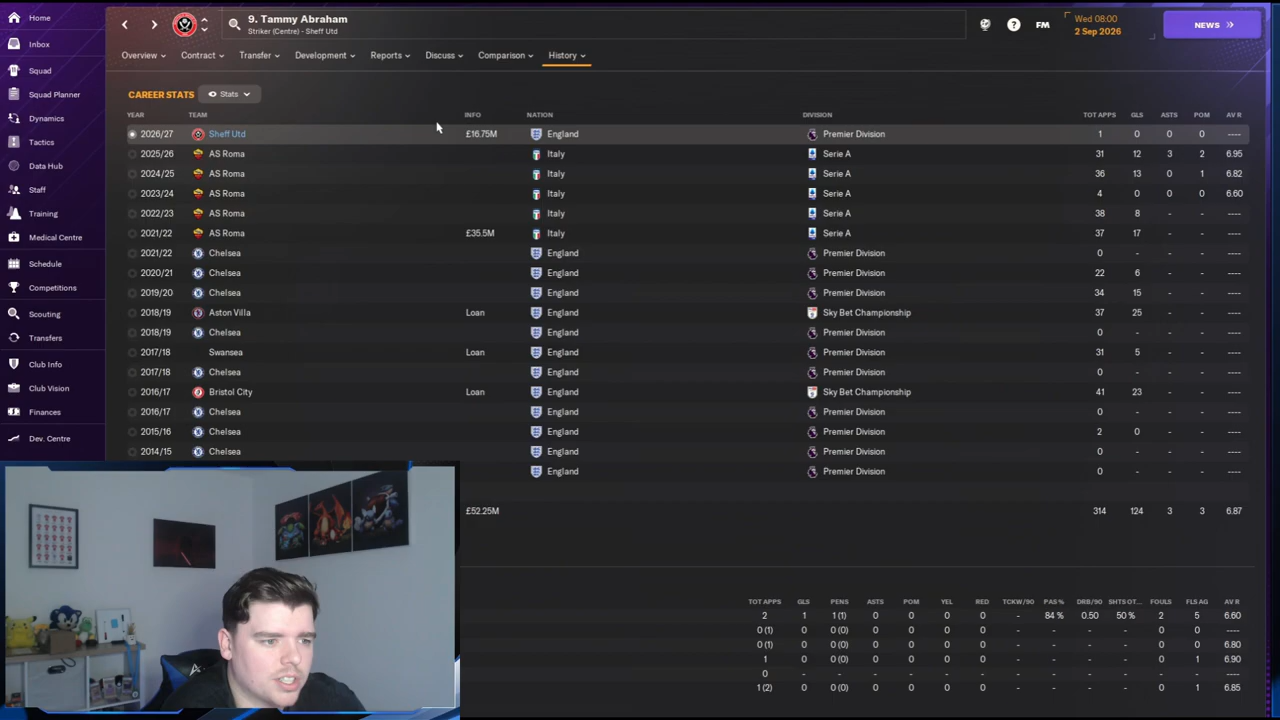 Home
Inbox
Squad
Squad Planner
Dynamics
Tactics
Data Hub
Staff
Training
Medical Centre
Schedule
Competitions
Scouting
Transfers
Club Info
Club Vision
Finances
Dev. Centre
9. Tammy Abraham
Striker (Centre) - Sheff Utd
? FM
Wed 08:00
2 Sep 2026
NEWS
Overview Contract Transfer Development Reports Discuss Comparison History
CAREER STATS Stats
YEAR TEAM INFO NATION DIVISION TOT APPS GLS ASTS POM AV R
2026/27 Sheff Utd £16.75M England Premier Division 1 0 0 0 ----
2025/26 AS Roma Italy Serie A 31 12 3 2 6.95
2024/25 AS Roma Italy Serie A 36 13 0 1 6.82
2023/24 AS Roma Italy Serie A 4 0 0 0 6.60
2022/23 AS Roma Italy Serie A 38 8 - - ----
2021/22 AS Roma £35.5M Italy Serie A 37 17 - - ----
2021/22 Chelsea England Premier Division 0 - - - ----
2020/21 Chelsea England Premier Division 22 6 - - ----
2019/20 Chelsea England Premier Division 34 15 - - ----
2018/19 Aston Villa Loan England Sky Bet Championship 37 25 - - ----
2018/19 Chelsea England Premier Division 0 - - - ----
2017/18 Swansea Loan England Premier Division 31 5 - - ----
2017/18 Chelsea England Premier Division 0 - - - ----
2016/17 Bristol City Loan England Sky Bet Championship 41 23 - - ----
2016/17 Chelsea England Premier Division 0 - - - ----
2015/16 Chelsea England Premier Division 2 0 - - ----
2014/15 Chelsea England Premier Division 0 - - - ----
England Premier Division 0 - - - ----
£52.25M 314 124 3 3 6.87
TOT APPS GLS PENS ASTS POM YEL RED TCKW/90 PAS % DRB/90 SHTS OT... FOULS FLS AG AV R
2 1 1 (1) 0 0 0 0 - 84 % 0.50 50 % 2 5 6.60
0 (1) 0 0 (0) 0 0 0 0 - - - - 0 0 ----
0 (1) 0 0 (0) 0 0 0 0 - - - - 0 0 6.80
1 0 0 (0) 0 0 0 0 - - - - 0 1 6.90
0 0 0 (0) 0 0 0 0 - - - - 0 0 ----
1 (2) 0 0 (0) 0 0 0 0 - - - - 0 1 6.85